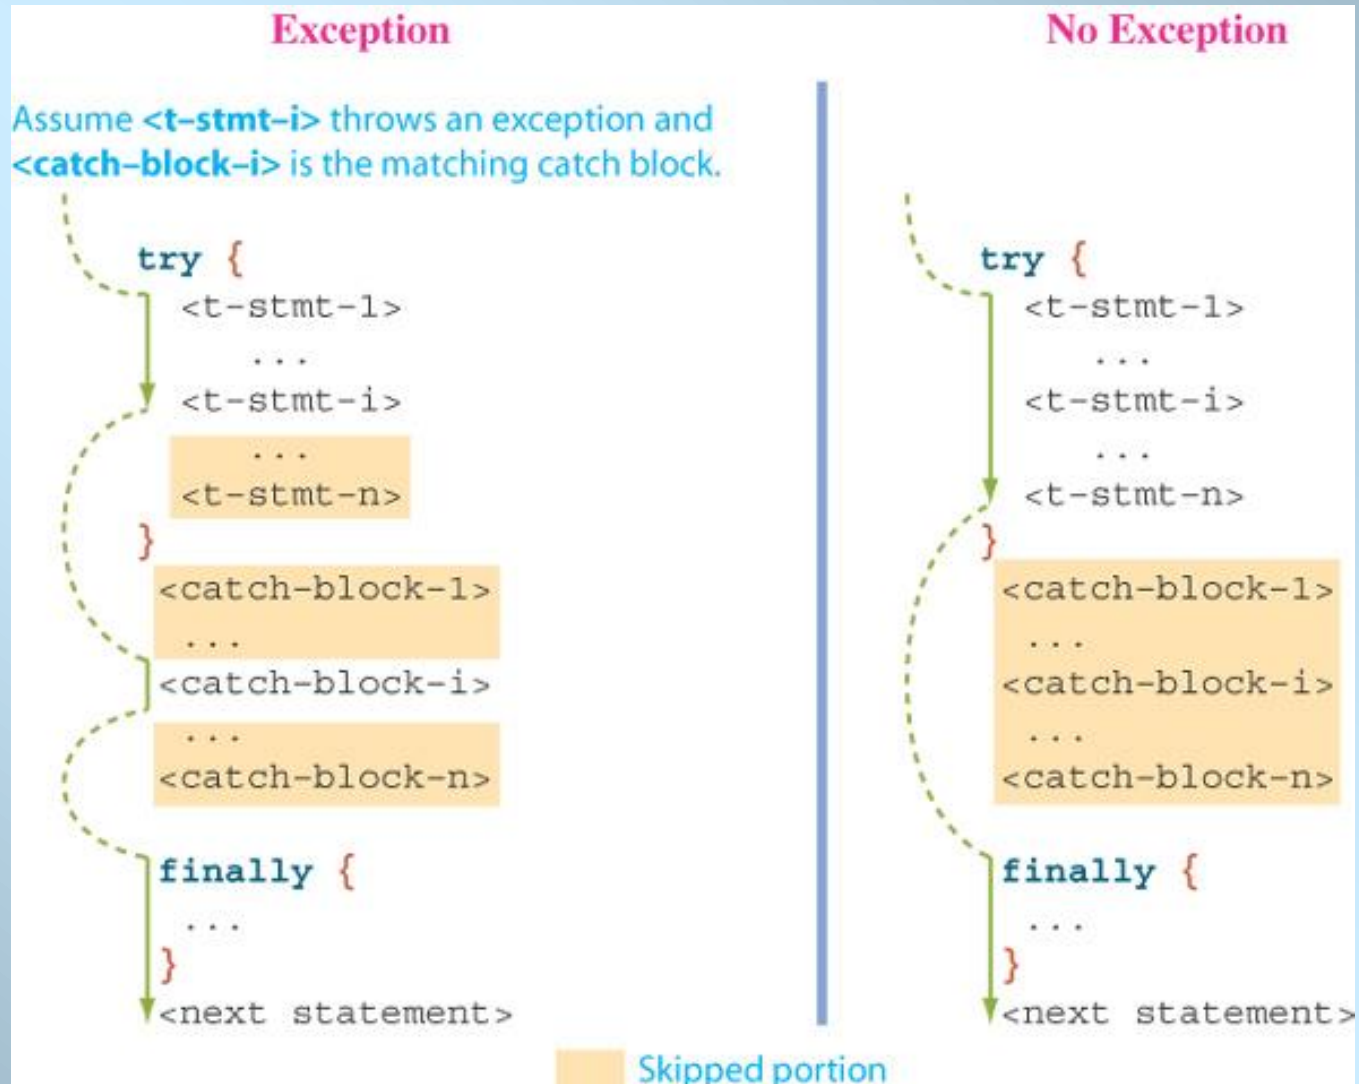 Exception
Assume <t-stmt-i> throws an exception and
<catch-block-i> is the matching catch block.
try {
<t-stmt-1>
...
<t-stmt-i>
...
<t-stmt-n>
}
<catch-block-1>
...
<catch-block-i>
...
<catch-block-n>
finally {
...
}
<next statement>
No Exception
try {
<t-stmt-1>
...
<t-stmt-i>
...
<t-stmt-n>
}
<catch-block-1>
...
<catch-block-i>
...
<catch-block-n>
finally {
...
}
<next statement>
Skipped portion